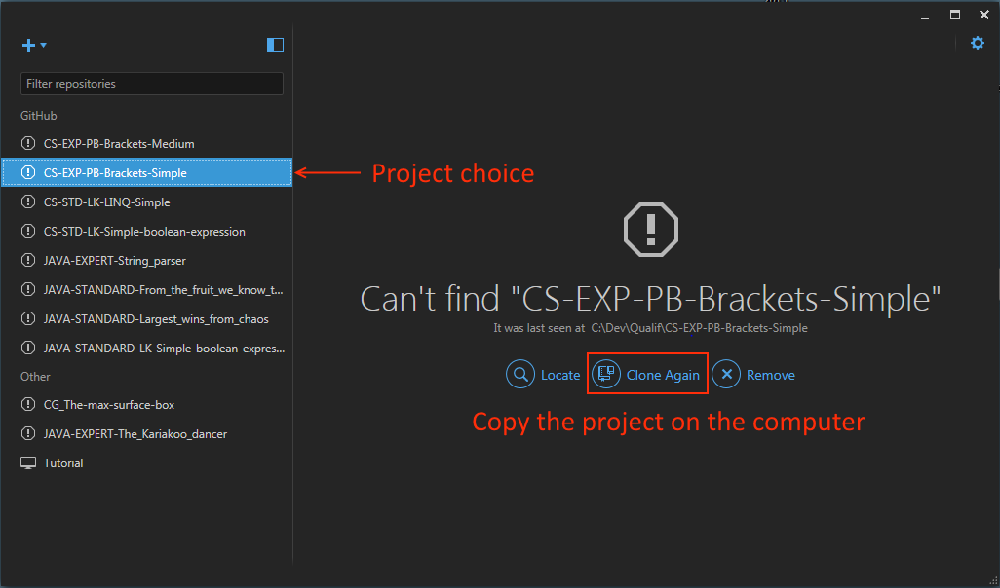 Filter repositories
GitHub
CS-EXP-PB-Brackets-Medium
CS-EXP-PB-Brackets-Simple
CS-STD-LK-LINQ-Simple
CS-STD-LK-Simple-boolean-expression
JAVA-EXPERT-String_parser
JAVA-STANDARD-From_the_fruit_we_know_t...
JAVA-STANDARD-Largest_wins_from_chaos
JAVA-STANDARD-LK-Simple-boolean-expres...
Other
CG_The-max-surface-box
JAVA-EXPERT-The_Kariakoo_dancer
Tutorial
Project choice
Can't find "CS-EXP-PB-Brackets-Simple"
It was last seen at C:\Dev\Qualif\CS-EXP-PB-Brackets-Simple
Locate Clone Again Remove
Copy the project on the computer